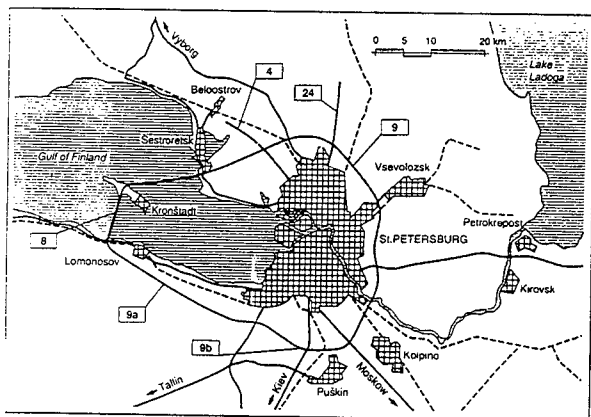 Vyborg
0 5 10 20 km
Lake
Ladoga
4
24
Beloostrov
9
Sestroretsk
Gulf of Finland
Vsevolozsk
Kronštadt
Petrokrepost
8
St.PETERSBURG
Lomonosov
Kirovsk
9a
9b
Kolpino
Tallin
Kiev
Moskow
Puškin